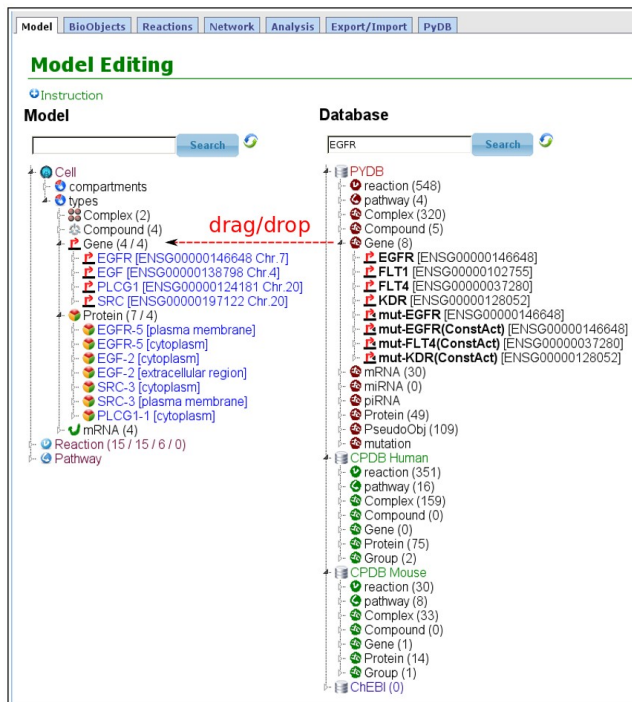 Model BioObjects Reactions Network Analysis Export/Import PyDB
Model Editing
Instruction
Model
Search
Cell
compartments
types
Complex (2)
Compound (4)
Gene (4 / 4)
EGFR [ENSG00000146648 Chr.7]
EGF [ENSG00000138798 Chr.4]
PLCG1 [ENSG00000124181 Chr.20]
SRC [ENSG00000197122 Chr.20]
Protein (7 / 4)
EGFR-5 [plasma membrane]
EGFR-5 [cytoplasm]
EGF-2 [cytoplasm]
EGF-2 [extracellular region]
SRC-3 [cytoplasm]
SRC-3 [plasma membrane]
PLCG1-1 [cytoplasm]
mRNA (4)
Reaction (15 / 15 / 6 / 0)
Pathway
drag/drop
Database
EGFR Search
PYDB
reaction (548)
pathway (4)
Complex (320)
Compound (5)
Gene (8)
EGFR [ENSG00000146648]
FLT1 [ENSG00000102755]
FLT4 [ENSG00000037280]
KDR [ENSG00000128052]
mut-EGFR [ENSG00000146648]
mut-EGFR(ConstAct) [ENSG00000146648]
mut-FLT4(ConstAct) [ENSG00000037280]
mut-KDR(ConstAct) [ENSG00000128052]
mRNA (30)
miRNA (0)
piRNA
Protein (49)
PseudoObj (109)
mutation
CPDB Human
reaction (351)
pathway (16)
Complex (159)
Compound (0)
Gene (0)
Protein (75)
Group (2)
CPDB Mouse
reaction (30)
pathway (8)
Complex (33)
Compound (0)
Gene (1)
Protein (14)
Group (1)
ChEBI (0)